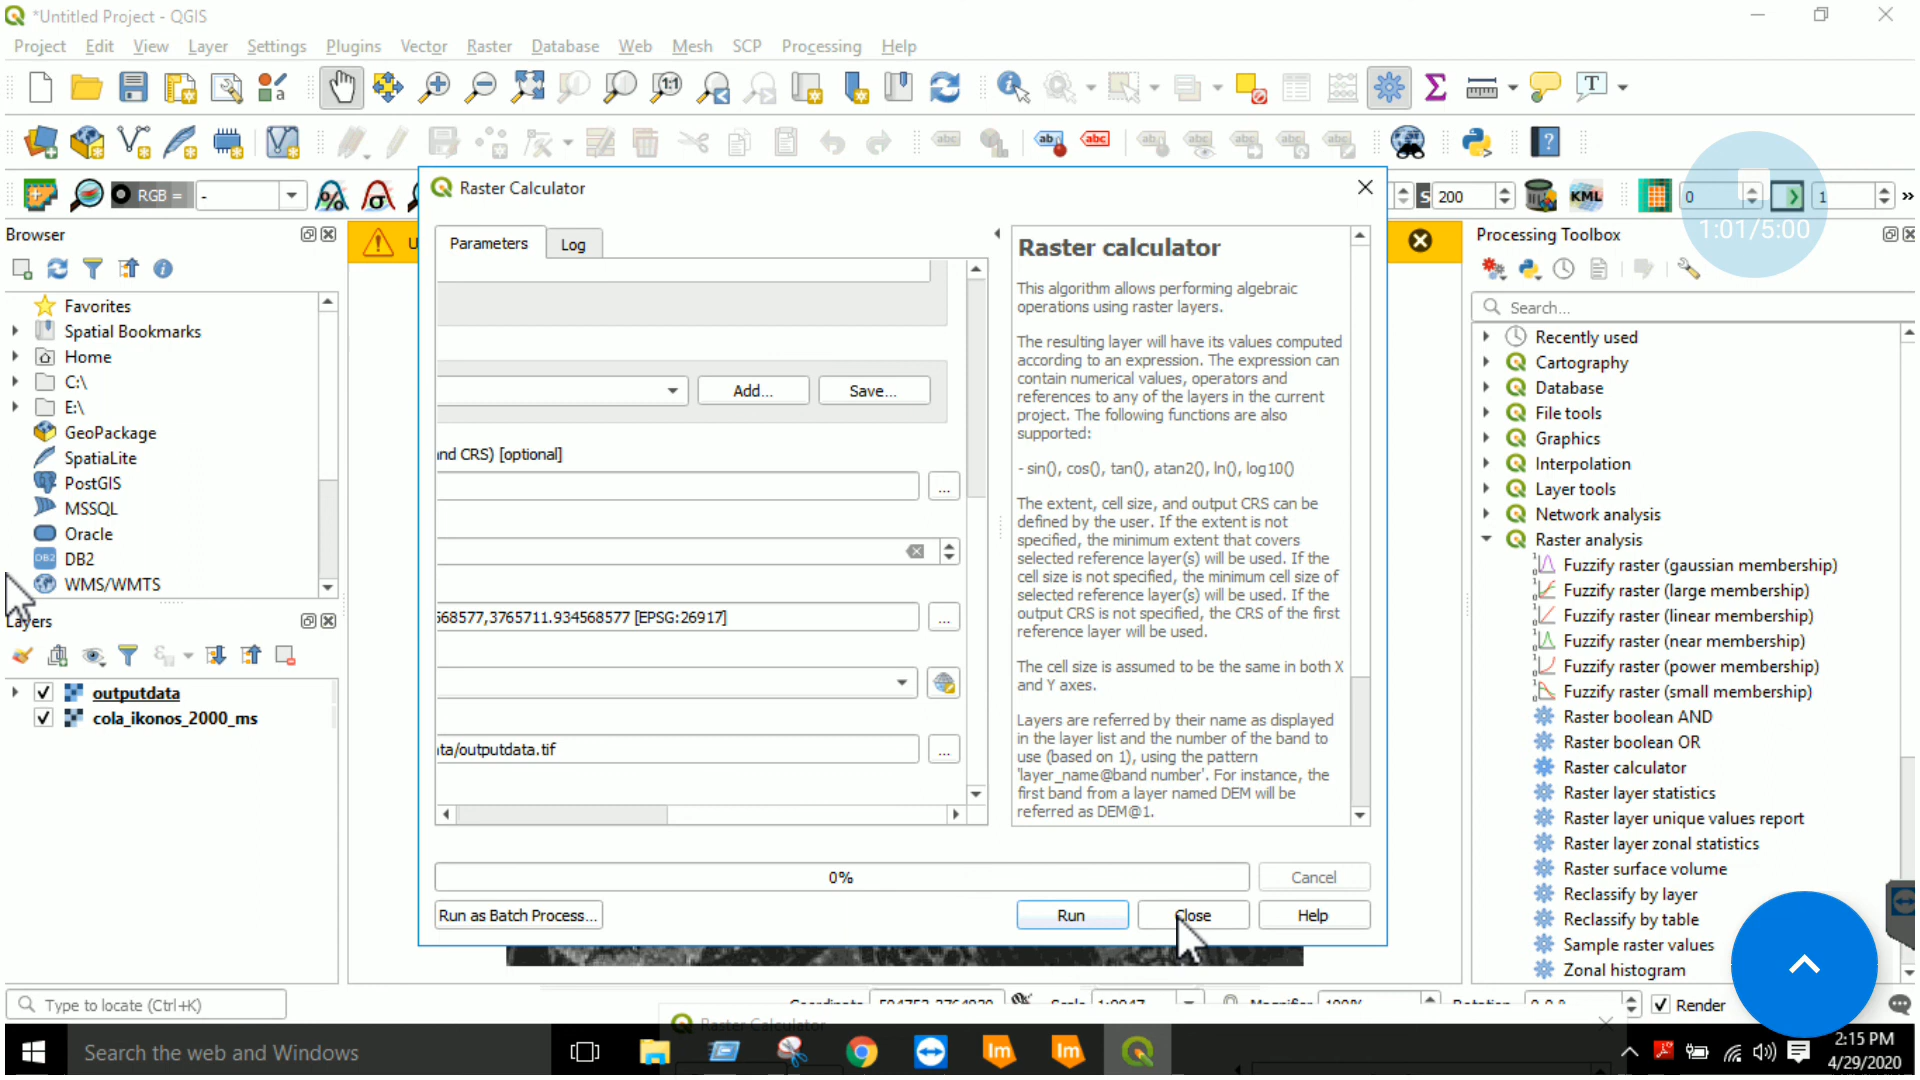 *Untitled Project - QGIS
Project Edit View Layer Settings Plugins Vector Raster Database Web Mesh SCP Processing Help
RGB = - 200 KML 0 1 »
1:01/5:00
Browser
Favorites
Spatial Bookmarks
Home
C:\
E:\
GeoPackage
SpatiaLite
PostGIS
MSSQL
Oracle
DB2
WMS/WMTS
Layers
outputdata
cola_ikonos_2000_ms
Type to locate (Ctrl+K)
Raster Calculator
Parameters Log
Add... Save...
nd CRS) [optional]
...
568577,3765711.934568577 [EPSG:26917] ...
ta/outputdata.tif ...
0%
Cancel
Run as Batch Process... Run Close Help
Raster calculator
This algorithm allows performing algebraic
operations using raster layers.
The resulting layer will have its values computed
according to an expression. The expression can
contain numerical values, operators and
references to any of the layers in the current
project. The following functions are also
supported:
- sin(), cos(), tan(), atan2(), ln(), log10()
The extent, cell size, and output CRS can be
defined by the user. If the extent is not
specified, the minimum extent that covers
selected reference layer(s) will be used. If the
cell size is not specified, the minimum cell size of
selected reference layer(s) will be used. If the
output CRS is not specified, the CRS of the first
reference layer will be used.
The cell size is assumed to be the same in both X
and Y axes.
Layers are referred by their name as displayed
in the layer list and the number of the band to
use (based on 1), using the pattern
'layer_name@band number'. For instance, the
first band from a layer named DEM will be
referred as DEM@1.
Processing Toolbox
Search...
Recently used
Cartography
Database
File tools
Graphics
Interpolation
Layer tools
Network analysis
Raster analysis
Fuzzify raster (gaussian membership)
Fuzzify raster (large membership)
Fuzzify raster (linear membership)
Fuzzify raster (near membership)
Fuzzify raster (power membership)
Fuzzify raster (small membership)
Raster boolean AND
Raster boolean OR
Raster calculator
Raster layer statistics
Raster layer unique values report
Raster layer zonal statistics
Raster surface volume
Reclassify by layer
Reclassify by table
Sample raster values
Zonal histogram
Coordinate Scale Magnifier 100% Rotation Render
Raster Calculator
Search the web and Windows
2:15 PM
4/29/2020